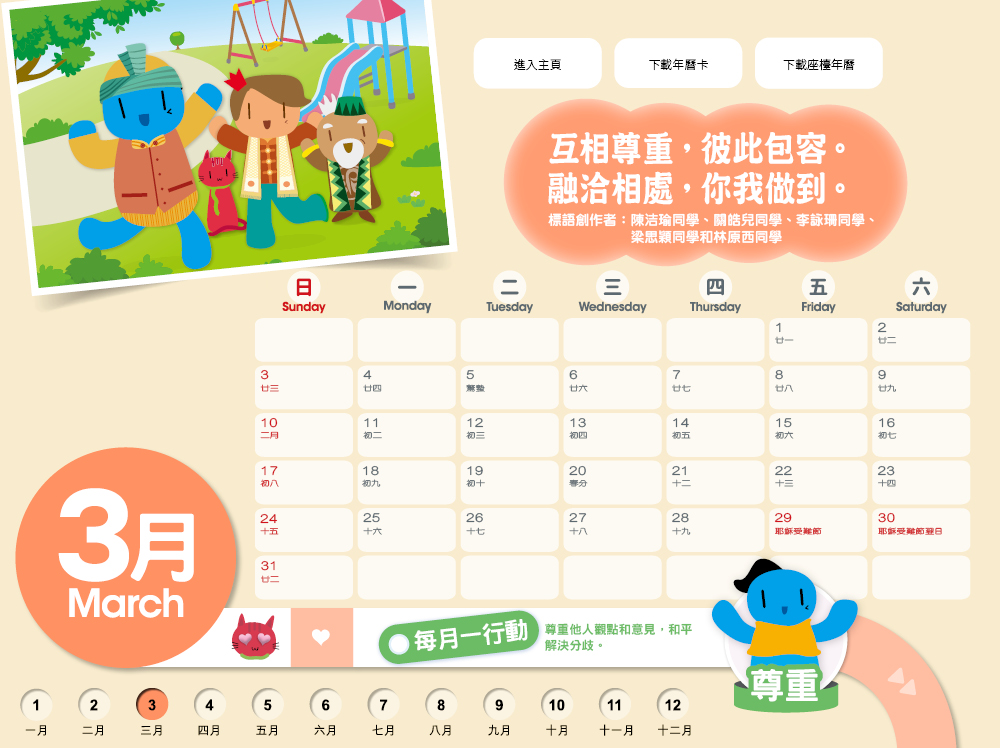 進入主頁
下載年曆卡
下載座檯年曆
互相尊重，彼此包容。
融洽相處，你我做到。
標語創作者：陳洁瑜同學、關皓兒同學、李詠珮同學、
梁思穎同學和林原西同學
日 一 二 三 四 五 六
Sunday Monday Tuesday Wednesday Thursday Friday Saturday
1 2
廿一 廿二
3 4 5 6 7 8 9
廿三 廿四 驚蟄 廿六 廿七 廿八 廿九
10 11 12 13 14 15 16
二月 初二 初三 初四 初五 初六 初七
17 18 19 20 21 22 23
初八 初九 初十 春分 十二 十三 十四
24 25 26 27 28 29 30
十五 十六 十七 十八 十九 耶穌受難節 耶穌受難節翌日
31
廿二
3月
March
每月一行動
尊重他人觀點和意見，和平
解決分歧。
尊重
1 2 3 4 5 6 7 8 9 10 11 12
一月 二月 三月 四月 五月 六月 七月 八月 九月 十月 十一月 十二月